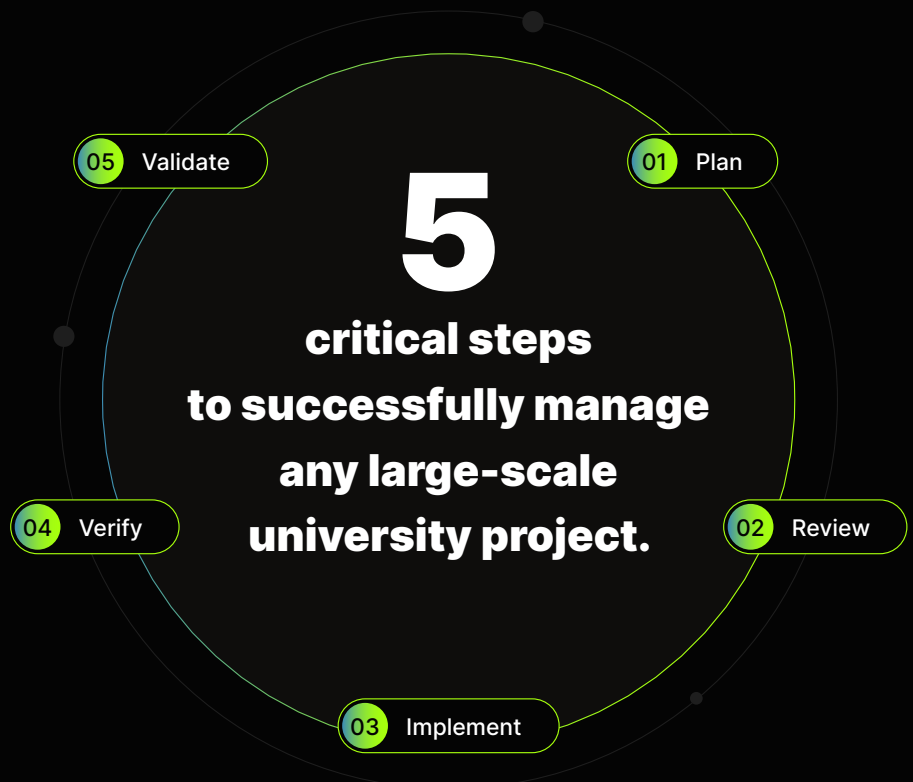 5
critical steps
to successfully manage
any large-scale
university project.
01 Plan
02 Review
03 Implement
04 Verify
05 Validate